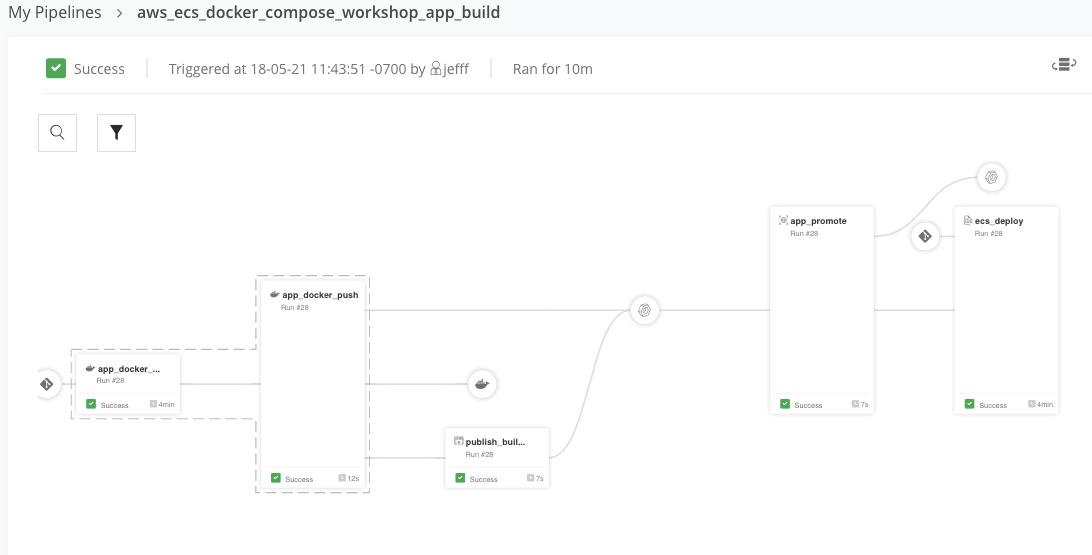 My Pipelines > aws_ecs_docker_compose_workshop_app_build
Success | Triggered at 18-05-21 11:43:51 -0700 by jefff | Ran for 10m
app_docker_...
Run #28
Success 4min
app_docker_push
Run #28
Success 12s
publish_buil...
Run #28
Success 7s
app_promote
Run #28
Success 7s
ecs_deploy
Run #28
Success 4min